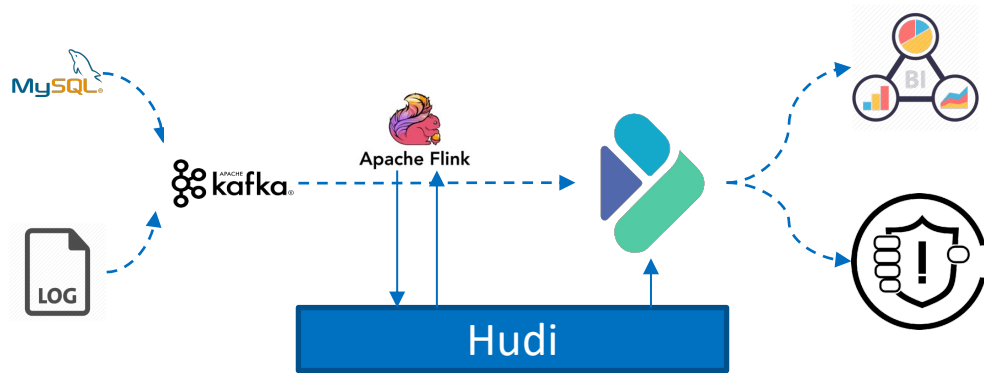 MySQL®
LOG
APACHE
kafka®
Apache Flink
Hudi
BI
!